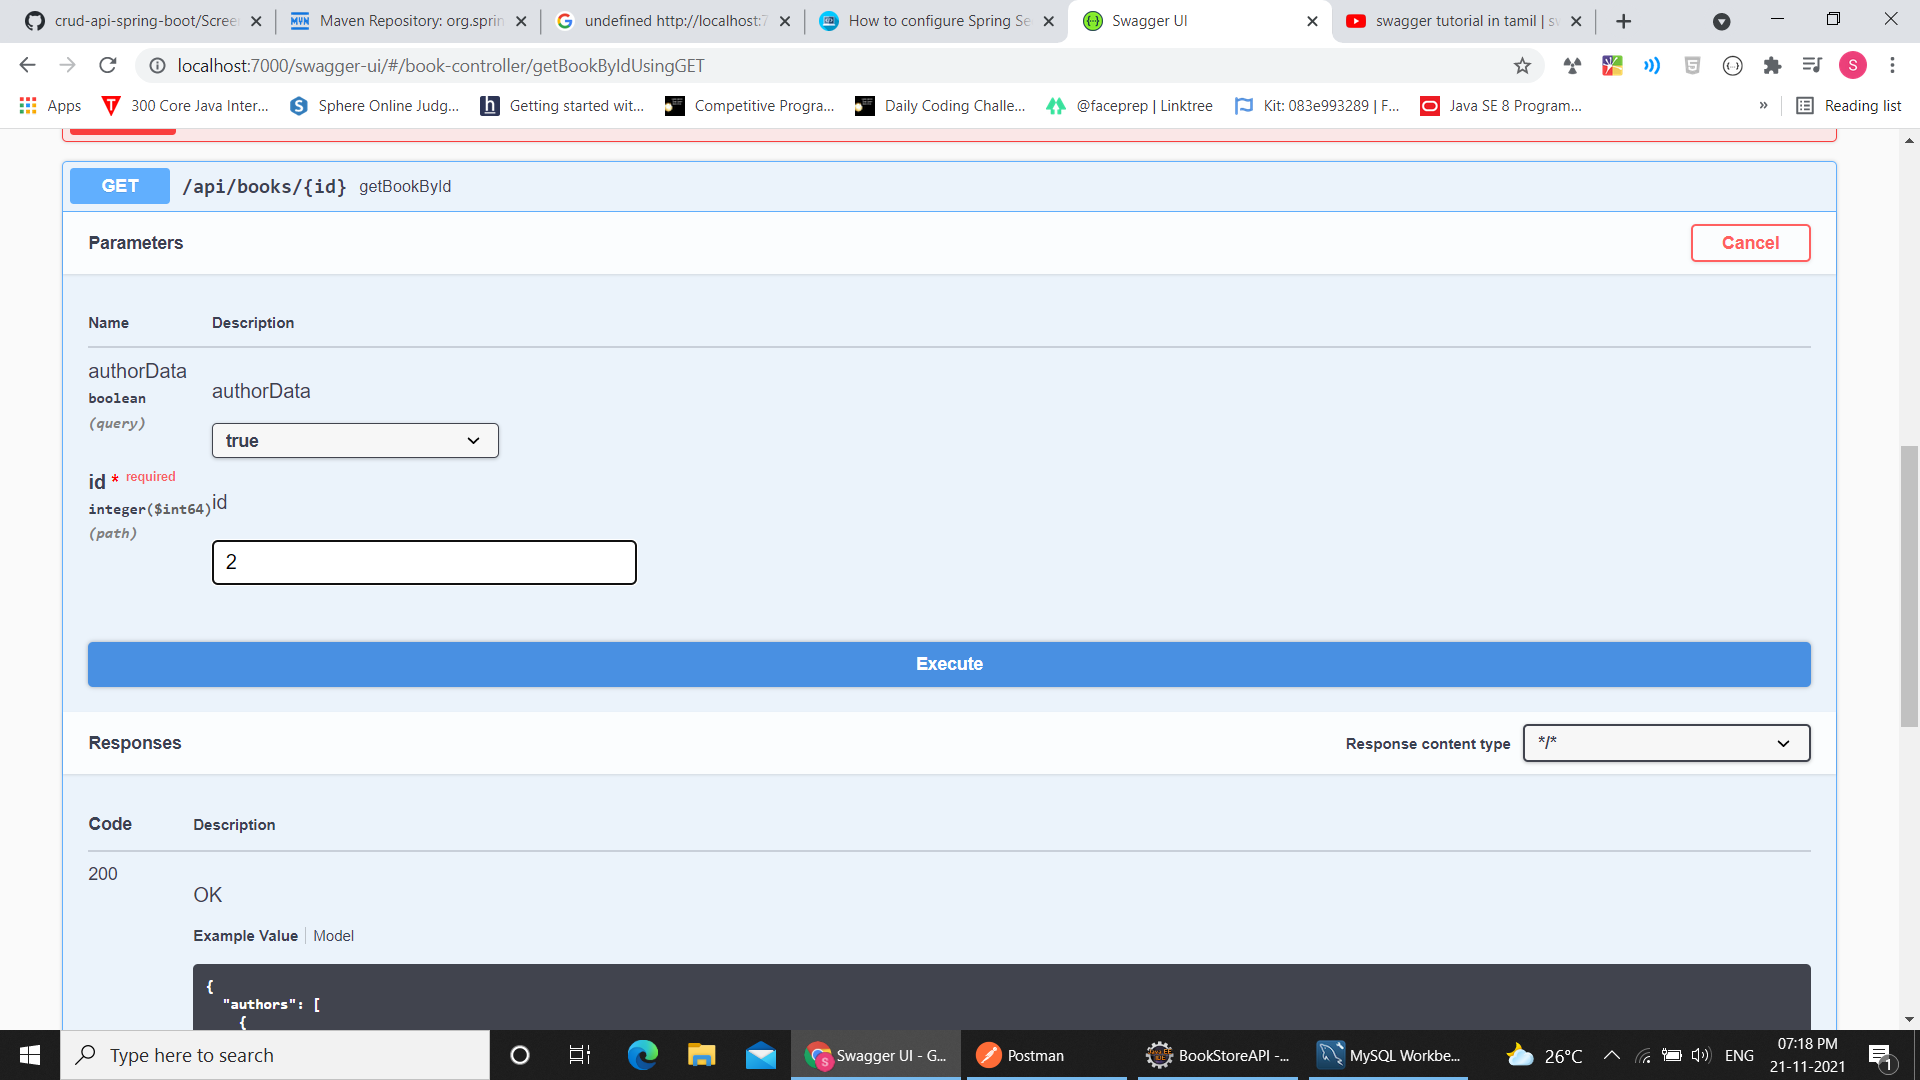 crud-api-spring-boot/Scree
Maven Repository: org.sprin
undefined http://localhost:7
How to configure Spring Se
Swagger UI
swagger tutorial in tamil | sw
localhost:7000/swagger-ui/#/book-controller/getBookByIdUsingGET
S
Apps
300 Core Java Inter...
Sphere Online Judg...
Getting started wit...
Competitive Progra...
Daily Coding Challe...
@faceprep | Linktree
Kit: 083e993289 | F...
Java SE 8 Program...
»
Reading list
GET /api/books/{id} getBookById
Parameters
Cancel
Name Description
authorData
boolean
(query)
authorData
true
id * required
integer($int64)
(path)
id
2
Execute
Responses
Response content type */*
Code Description
200
OK
Example Value | Model
{
"authors": [
{
Type here to search
Swagger UI - G...
Postman
BookStoreAPI -...
MySQL Workbe...
26°C
ENG
07:18 PM
21-11-2021
1